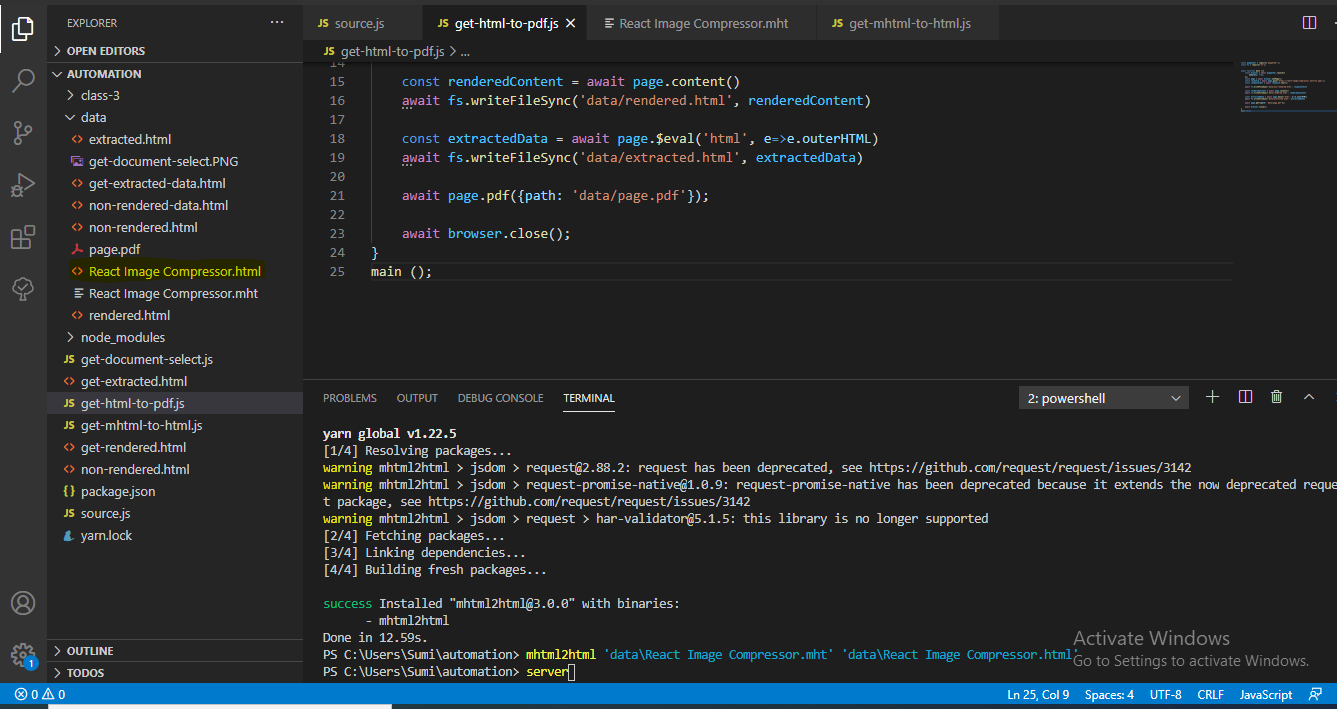 EXPLORER
OPEN EDITORS
AUTOMATION
class-3
data
extracted.html
get-document-select.PNG
get-extracted-data.html
non-rendered-data.html
non-rendered.html
page.pdf
React Image Compressor.html
React Image Compressor.mht
rendered.html
node_modules
JS get-document-select.js
get-extracted.html
JS get-html-to-pdf.js
JS get-mhtml-to-html.js
get-rendered.html
non-rendered.html
{} package.json
JS source.js
yarn.lock
OUTLINE
TODOS
1
JS source.js JS get-html-to-pdf.js React Image Compressor.mht JS get-mhtml-to-html.js
JS get-html-to-pdf.js > ...
14
15 const renderedContent = await page.content()
16 await fs.writeFileSync('data/rendered.html', renderedContent)
17
18 const extractedData = await page.$eval('html', e=>e.outerHTML)
19 await fs.writeFileSync('data/extracted.html', extractedData)
20
21 await page.pdf({path: 'data/page.pdf'});
22
23 await browser.close();
24 }
25 main ();
PROBLEMS OUTPUT DEBUG CONSOLE TERMINAL 2: powershell
yarn global v1.22.5
[1/4] Resolving packages...
warning mhtml2html > jsdom > request@2.88.2: request has been deprecated, see https://github.com/request/request/issues/3142
warning mhtml2html > jsdom > request-promise-native@1.0.9: request-promise-native has been deprecated because it extends the now deprecated reque
t package, see https://github.com/request/request/issues/3142
warning mhtml2html > jsdom > request > har-validator@5.1.5: this library is no longer supported
[2/4] Fetching packages...
[3/4] Linking dependencies...
[4/4] Building fresh packages...
success Installed "mhtml2html@3.0.0" with binaries:
- mhtml2html
Done in 12.59s.
PS C:\Users\Sumi\automation> mhtml2html 'data\React Image Compressor.mht' 'data\React Image Compressor.html'
PS C:\Users\Sumi\automation> server
Activate Windows
Go to Settings to activate Windows.
0 0 Ln 25, Col 9 Spaces: 4 UTF-8 CRLF JavaScript